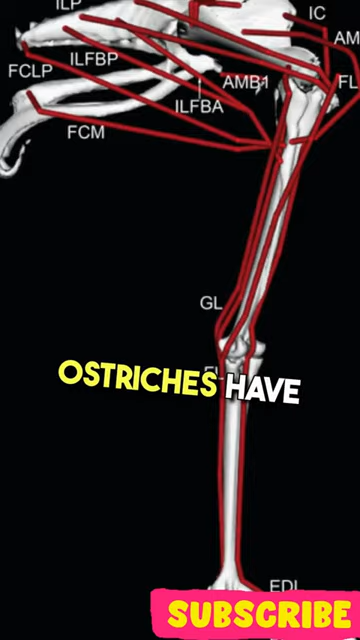 ILP
IC
AM
ILFBP
FCLP
AMB1
FL
ILFBA
FCM
GL
OSTRICHES HAVE
EDL
SUBSCRIBE